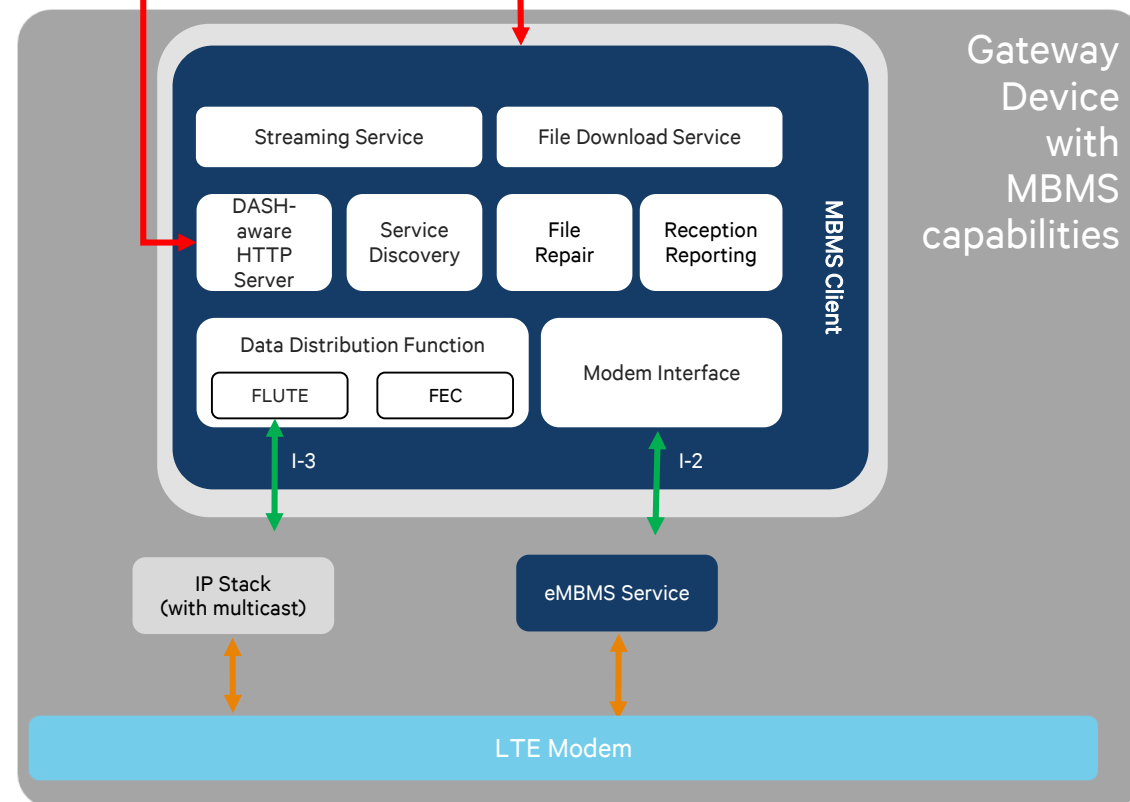 Gateway
Device
with
MBMS
capabilities
Streaming Service
File Download Service
DASH-
aware
HTTP
Server
Service
Discovery
File
Repair
Reception
Reporting
MBMS Client
Data Distribution Function
FLUTE
FEC
Modem Interface
I-3
I-2
IP Stack
(with multicast)
eMBMS Service
LTE Modem